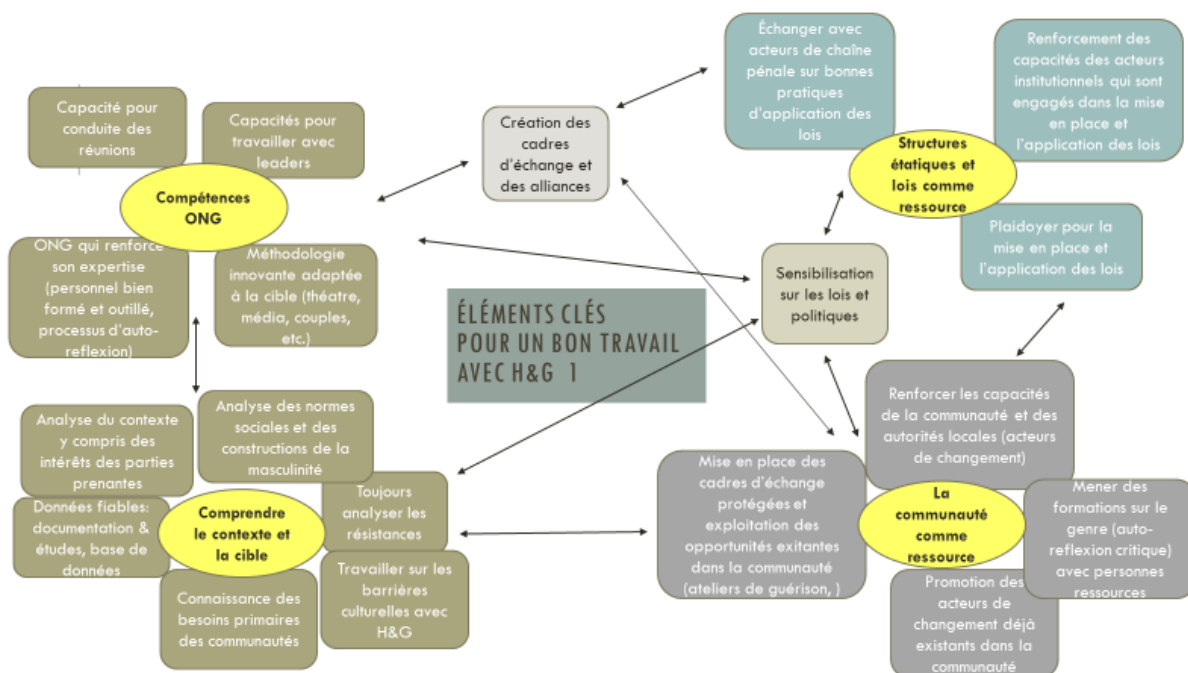 Capacité pour
conduite des
réunions
Capacités pour
travailler avec
leaders
Compétences
ONG
ONG qui renforce
son expertise
(personnel bien
formé et outillé,
processus d'auto-
reflexion)
Méthodologie
innovante adaptée
à la cible (théatre,
média, couples,
etc.)
Création des
cadres
d'échange et
des alliances
Échanger avec
acteurs de chaîne
pénale sur bonnes
pratiques
d'application des
lois
Renforcement des
capacités des acteurs
institutionnels qui sont
engagés dans la mise
en place et
l'application des lois
Structures
étatiques et
lois comme
ressource
Plaidoyer pour la
mise en place et
l'application des lois
Sensibilisation
sur les lois et
politiques
ÉLÉMENTS CLÉS
POUR UN BON TRAVAIL
AVEC H&G 1
Analyse du contexte
y compris des
intérêts des parties
prenantes
Analyse des normes
sociales et des
constructions de la
masculinité
Données fiables:
documentation &
études, base de
données
Comprendre
le contexte et
la cible
Toujours
analyser les
résistances
Connaissance des
besoins primaires
des communautés
Travailler sur les
barrières
culturelles avec
H&G
Renforcer les capacités
de la communauté et des
autorités locales (acteurs
de changement)
Mise en place des
cadres d'échange
protégées et
exploitation des
opportunités exitantes
dans la communauté
(ateliers de guérison, )
La
communauté
comme
ressource
Mener des
formations sur le
genre (auto-
reflexion critique)
avec personnes
ressources
Promotion des
acteurs de
changement déjà
existants dans la
communauté